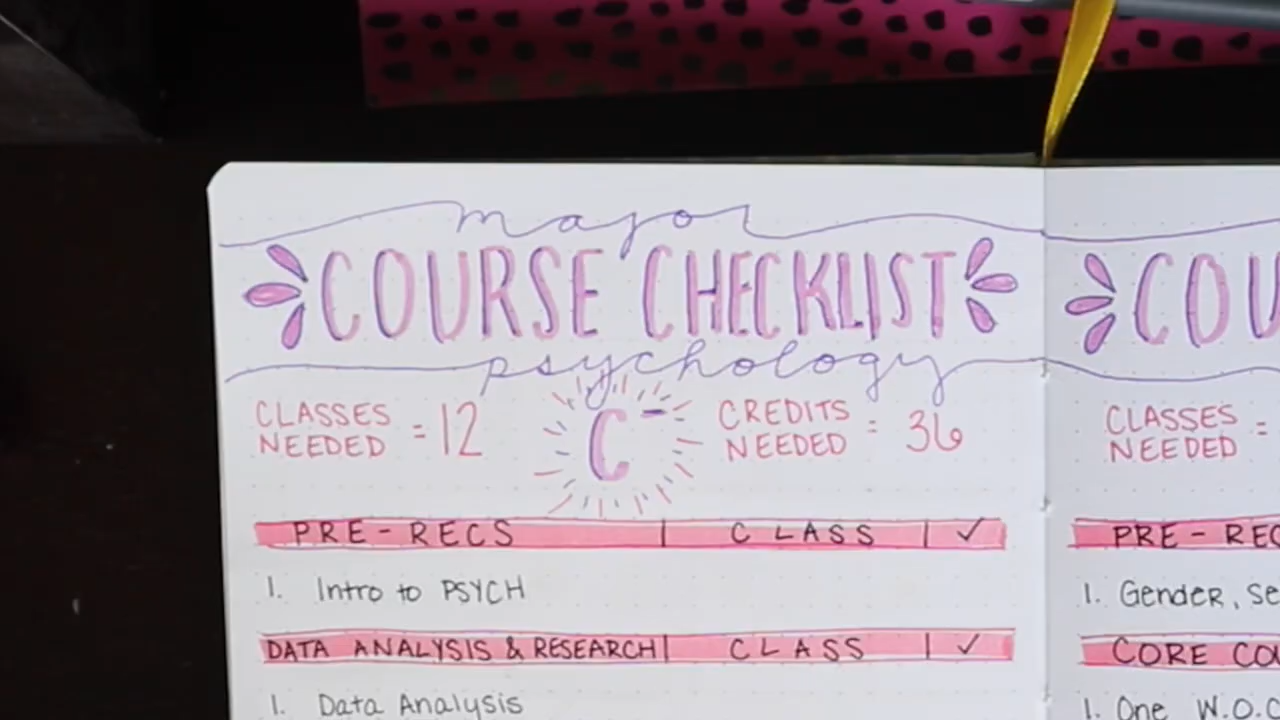 major
COURSE CHECKLIST
psychology
CLASSES NEEDED = 12
C-
CREDITS NEEDED = 36
PRE-RECS | CLASS | ✓
1. Intro to PSYCH
DATA ANALYSIS & RESEARCH | CLASS | ✓
1. Data Analysis
COU
CLASSES NEEDED =
PRE-REC
1. Gender, Se
CORE COU
1. One W.O.C